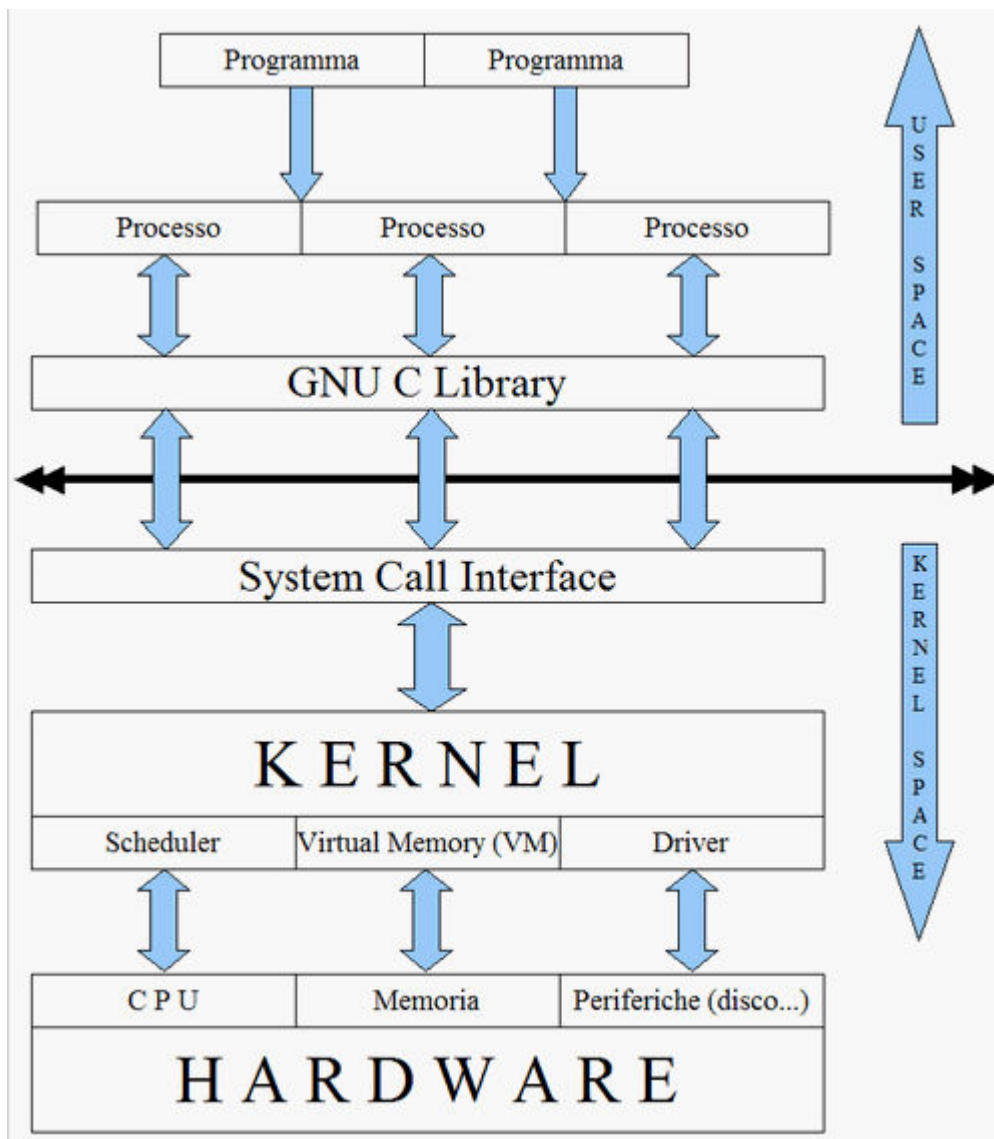 Programma Programma
Processo Processo Processo
GNU C Library
System Call Interface
KERNEL
Scheduler Virtual Memory (VM) Driver
CPU Memoria Periferiche (disco...)
HARDWARE
USER SPACE
KERNEL SPACE